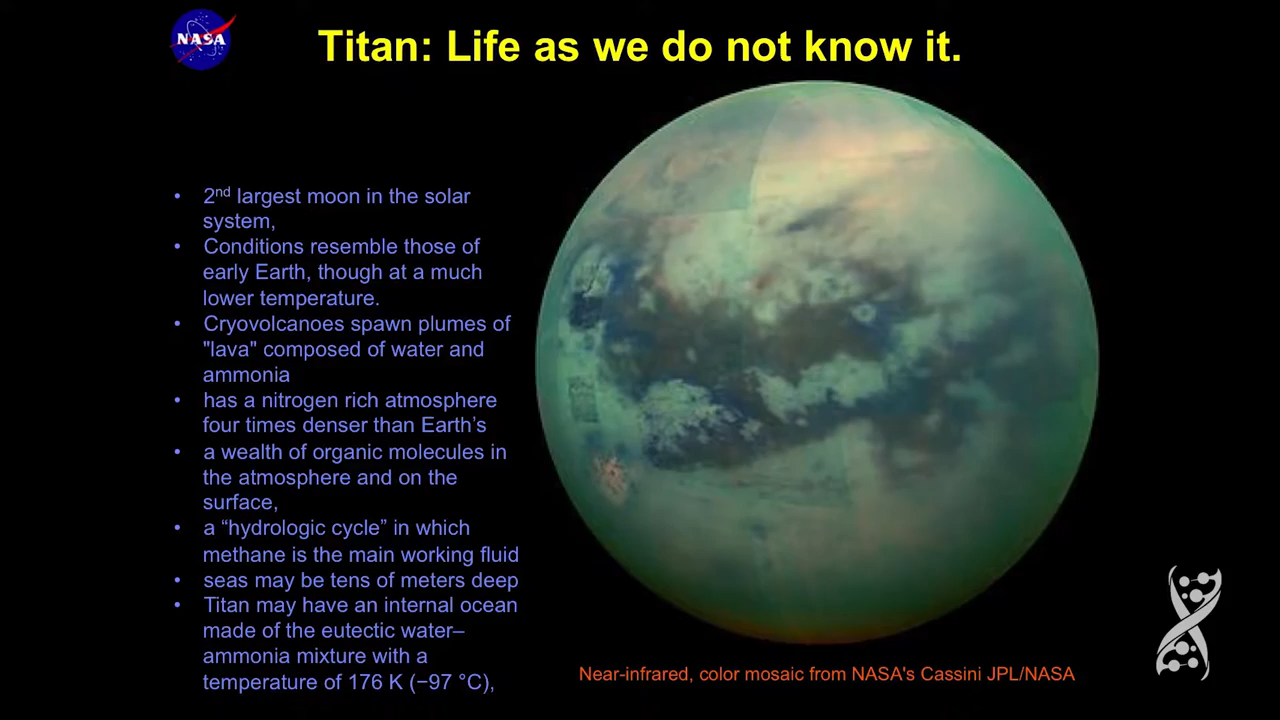 NASA
Titan: Life as we do not know it.
• 2nd largest moon in the solar
system,
• Conditions resemble those of
early Earth, though at a much
lower temperature.
• Cryovolcanoes spawn plumes of
"lava" composed of water and
ammonia
• has a nitrogen rich atmosphere
four times denser than Earth’s
• a wealth of organic molecules in
the atmosphere and on the
surface,
• a “hydrologic cycle” in which
methane is the main working fluid
• seas may be tens of meters deep
• Titan may have an internal ocean
made of the eutectic water–
ammonia mixture with a
temperature of 176 K (−97 °C),
Near-infrared, color mosaic from NASA's Cassini JPL/NASA